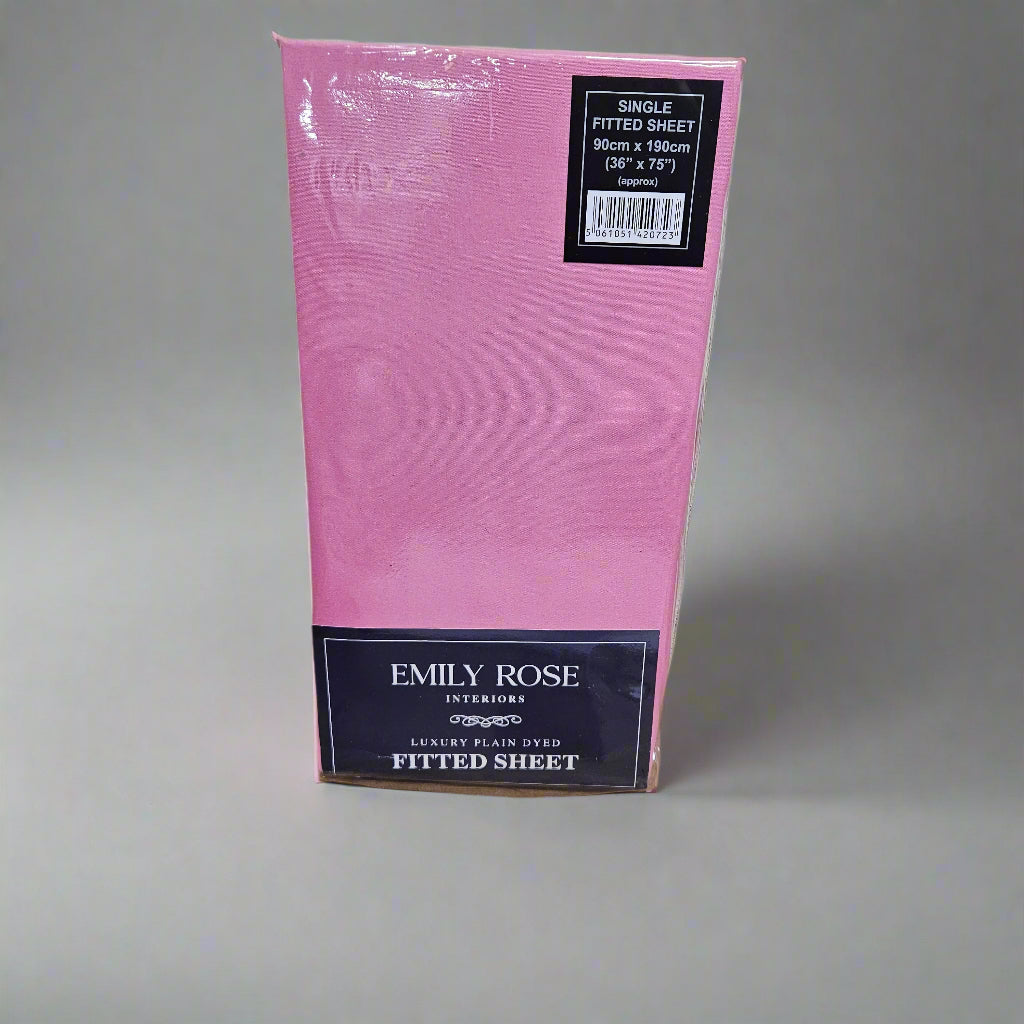 SINGLE
FITTED SHEET
90cm x 190cm
(36” x 75”)
(approx)
5 061051 420723
EMILY ROSE
INTERIORS
LUXURY PLAIN DYED
FITTED SHEET